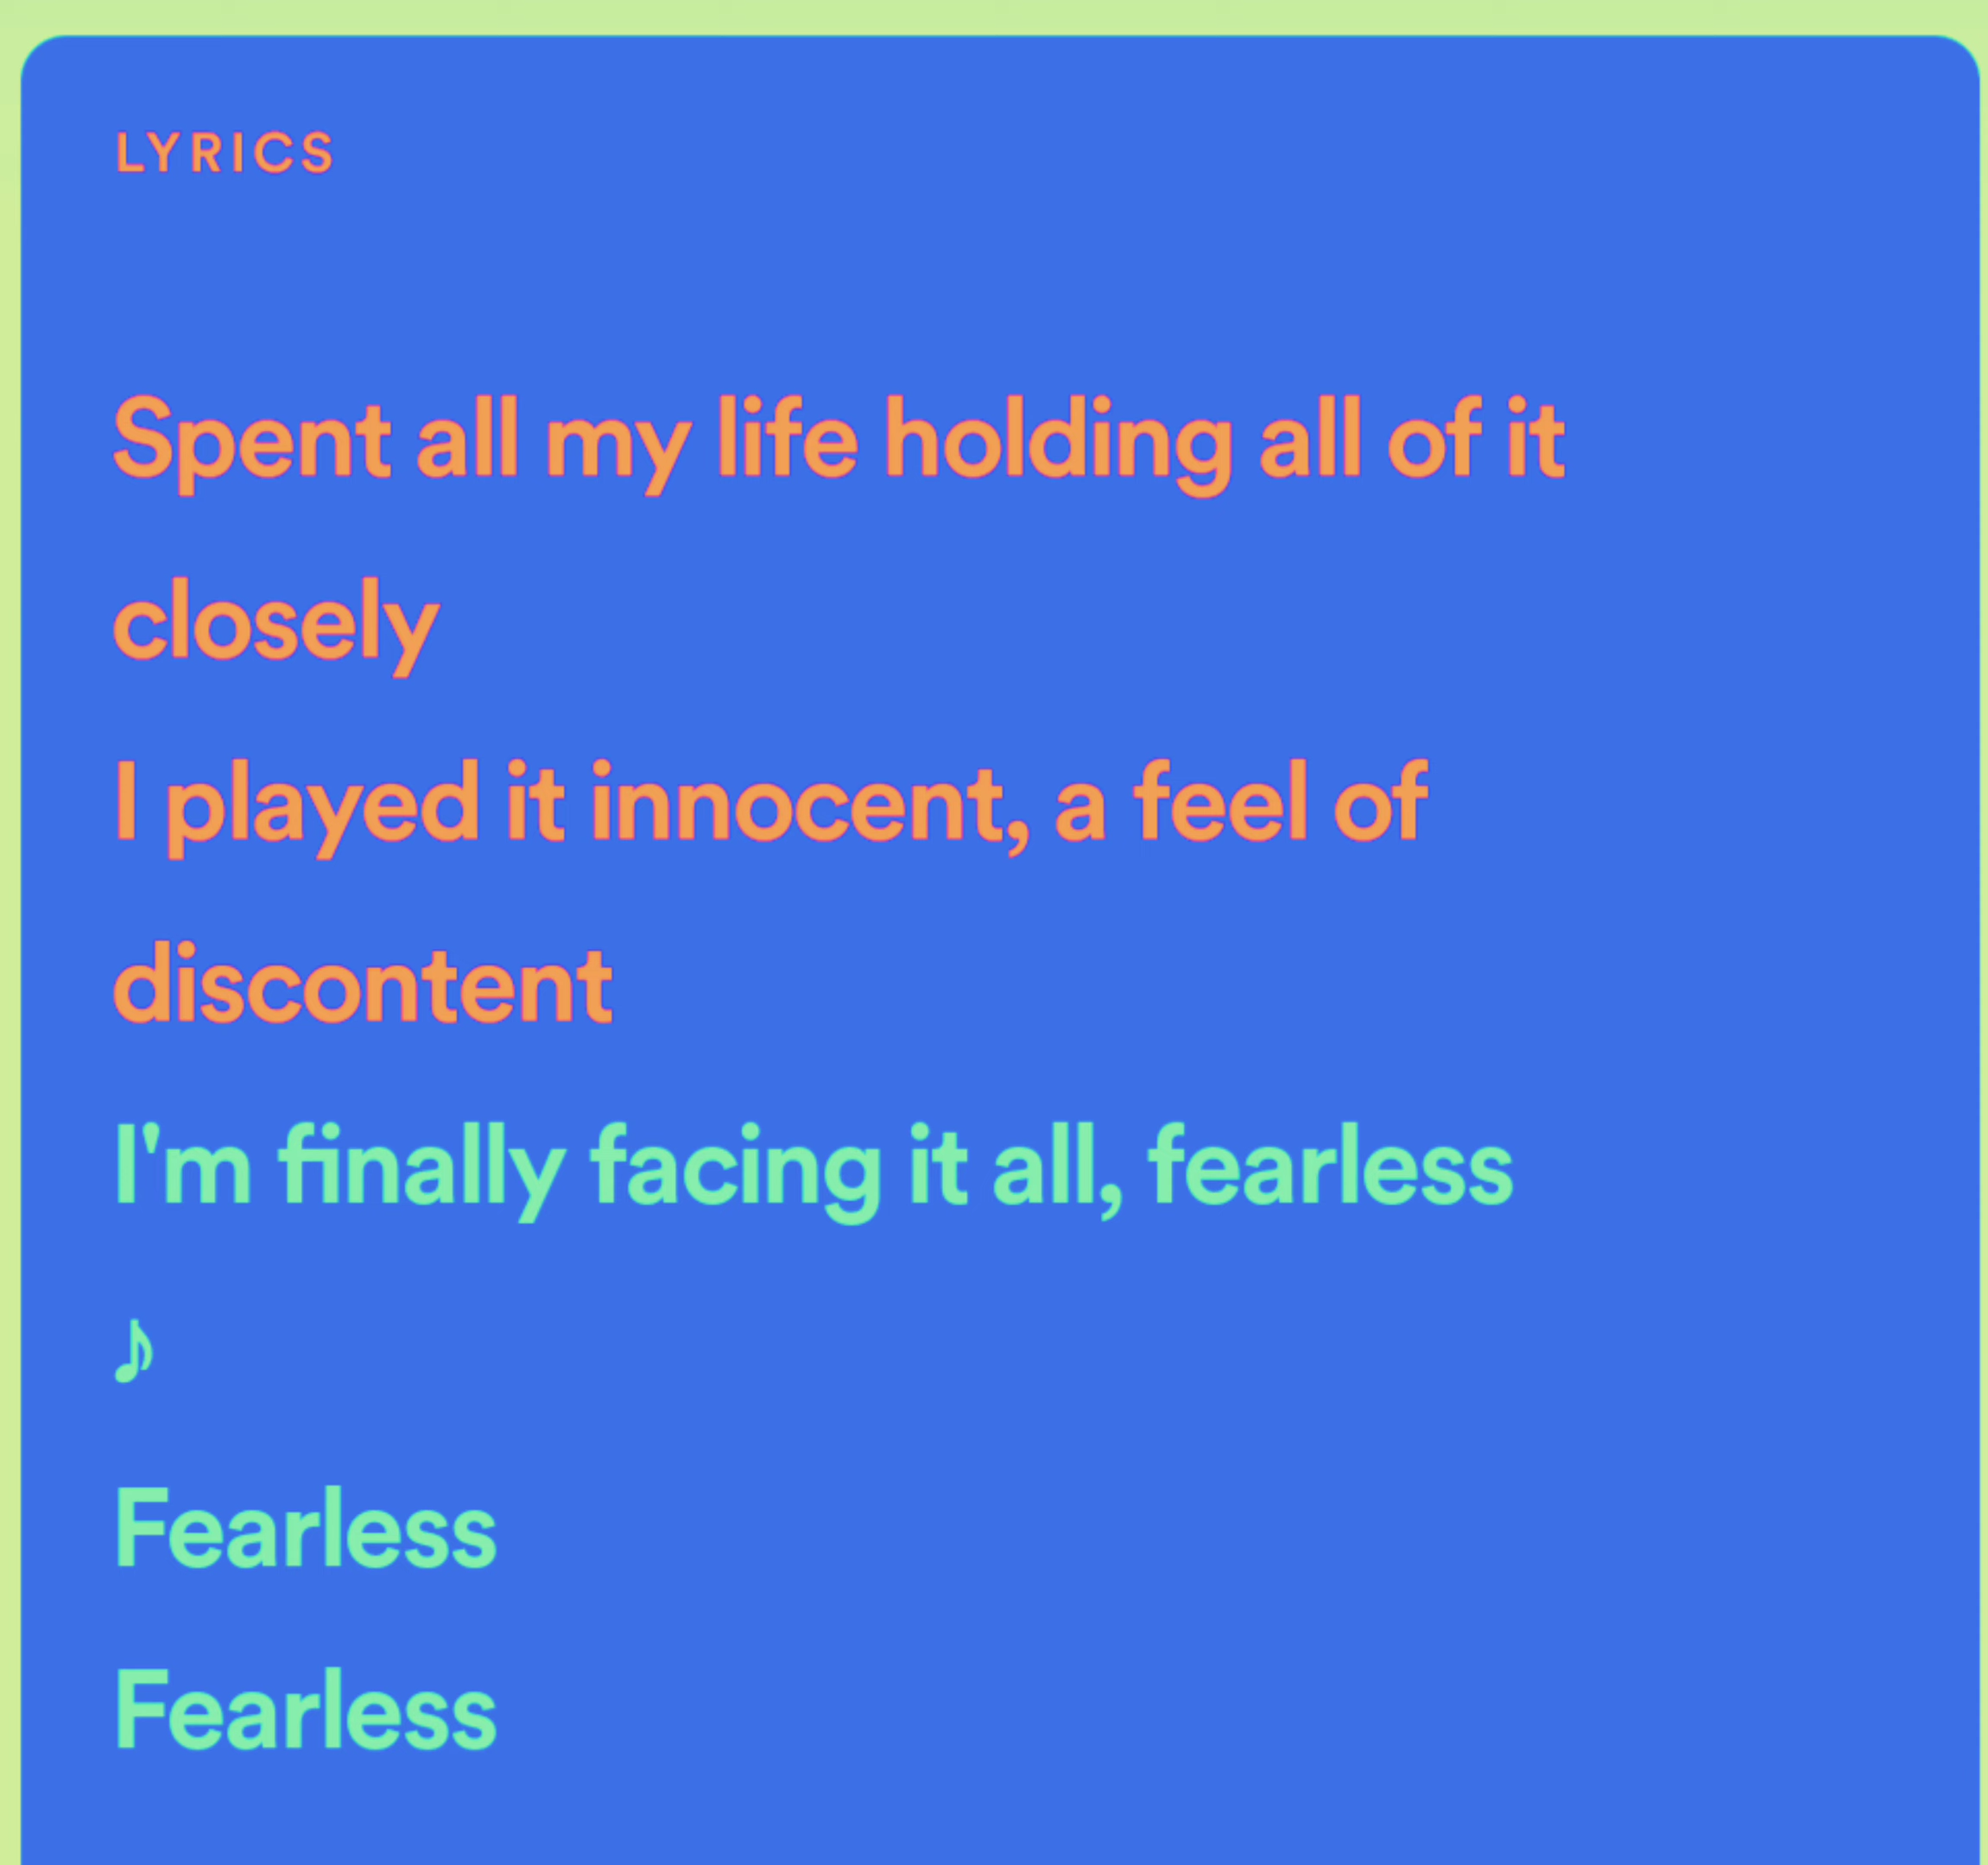 LYRICS
Spent all my life holding all of it
closely
I played it innocent, a feel of
discontent
I'm finally facing it all, fearless
♪
Fearless
Fearless